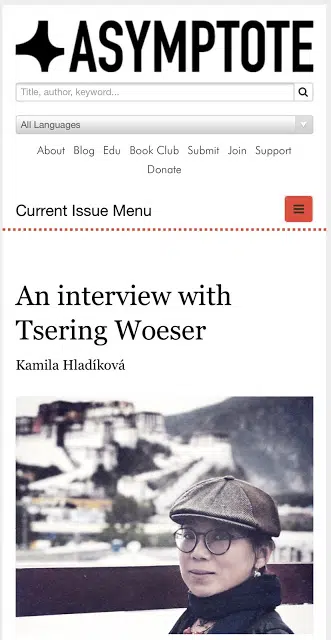 ASYMPTOTE
Title, author, keyword...
All Languages
About Blog Edu Book Club Submit Join Support
Donate
Current Issue Menu
An interview with
Tsering Woeser
Kamila Hladíková